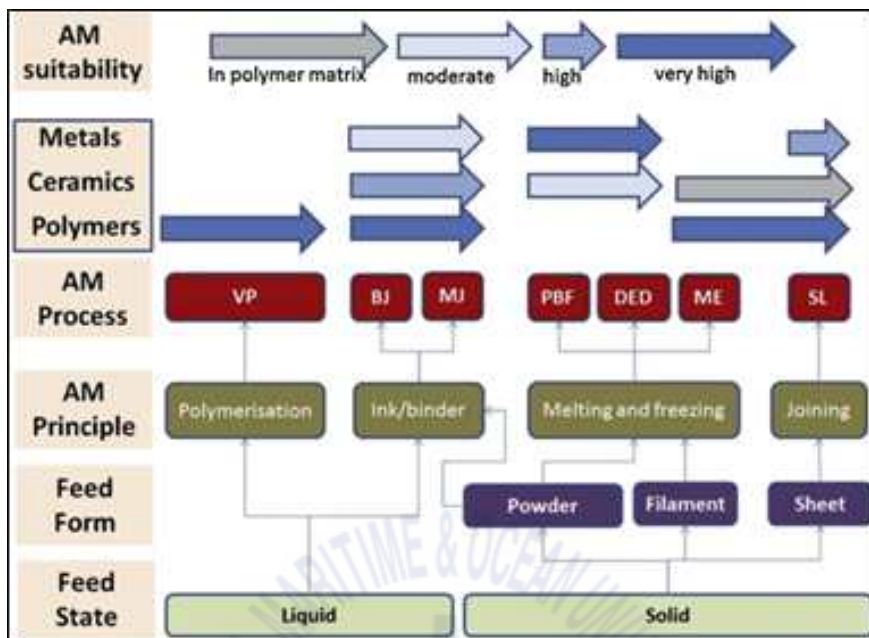 AM
suitability
In polymer matrix
moderate
high
very high
Metals
Ceramics
Polymers
AM
Process
VP
BJ
MJ
PBF
DED
ME
SL
AM
Principle
Polymerisation
Ink/binder
Melting and freezing
Joining
Feed
Form
Powder
Filament
Sheet
Feed
State
Liquid
Solid
MARITIME & OCEAN